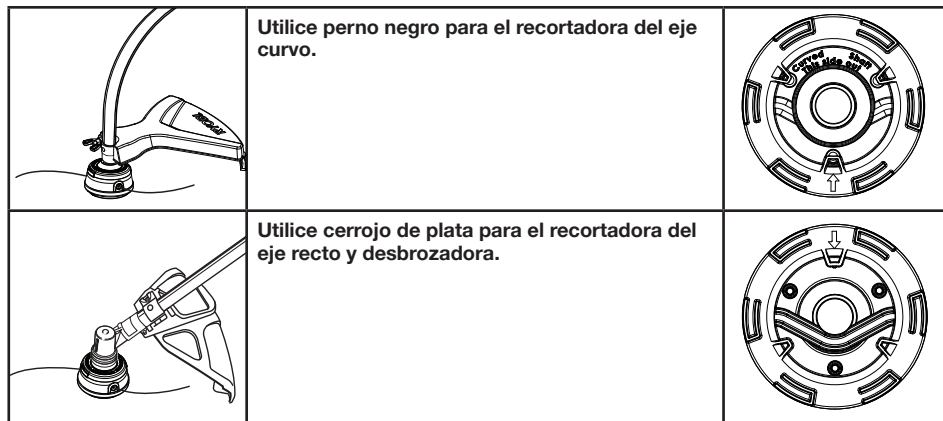 Utilice perno negro para el recortadora del eje
curvo.
Curved Shaft
This side out
RYOBI
Utilice cerrojo de plata para el recortadora del
eje recto y desbrozadora.